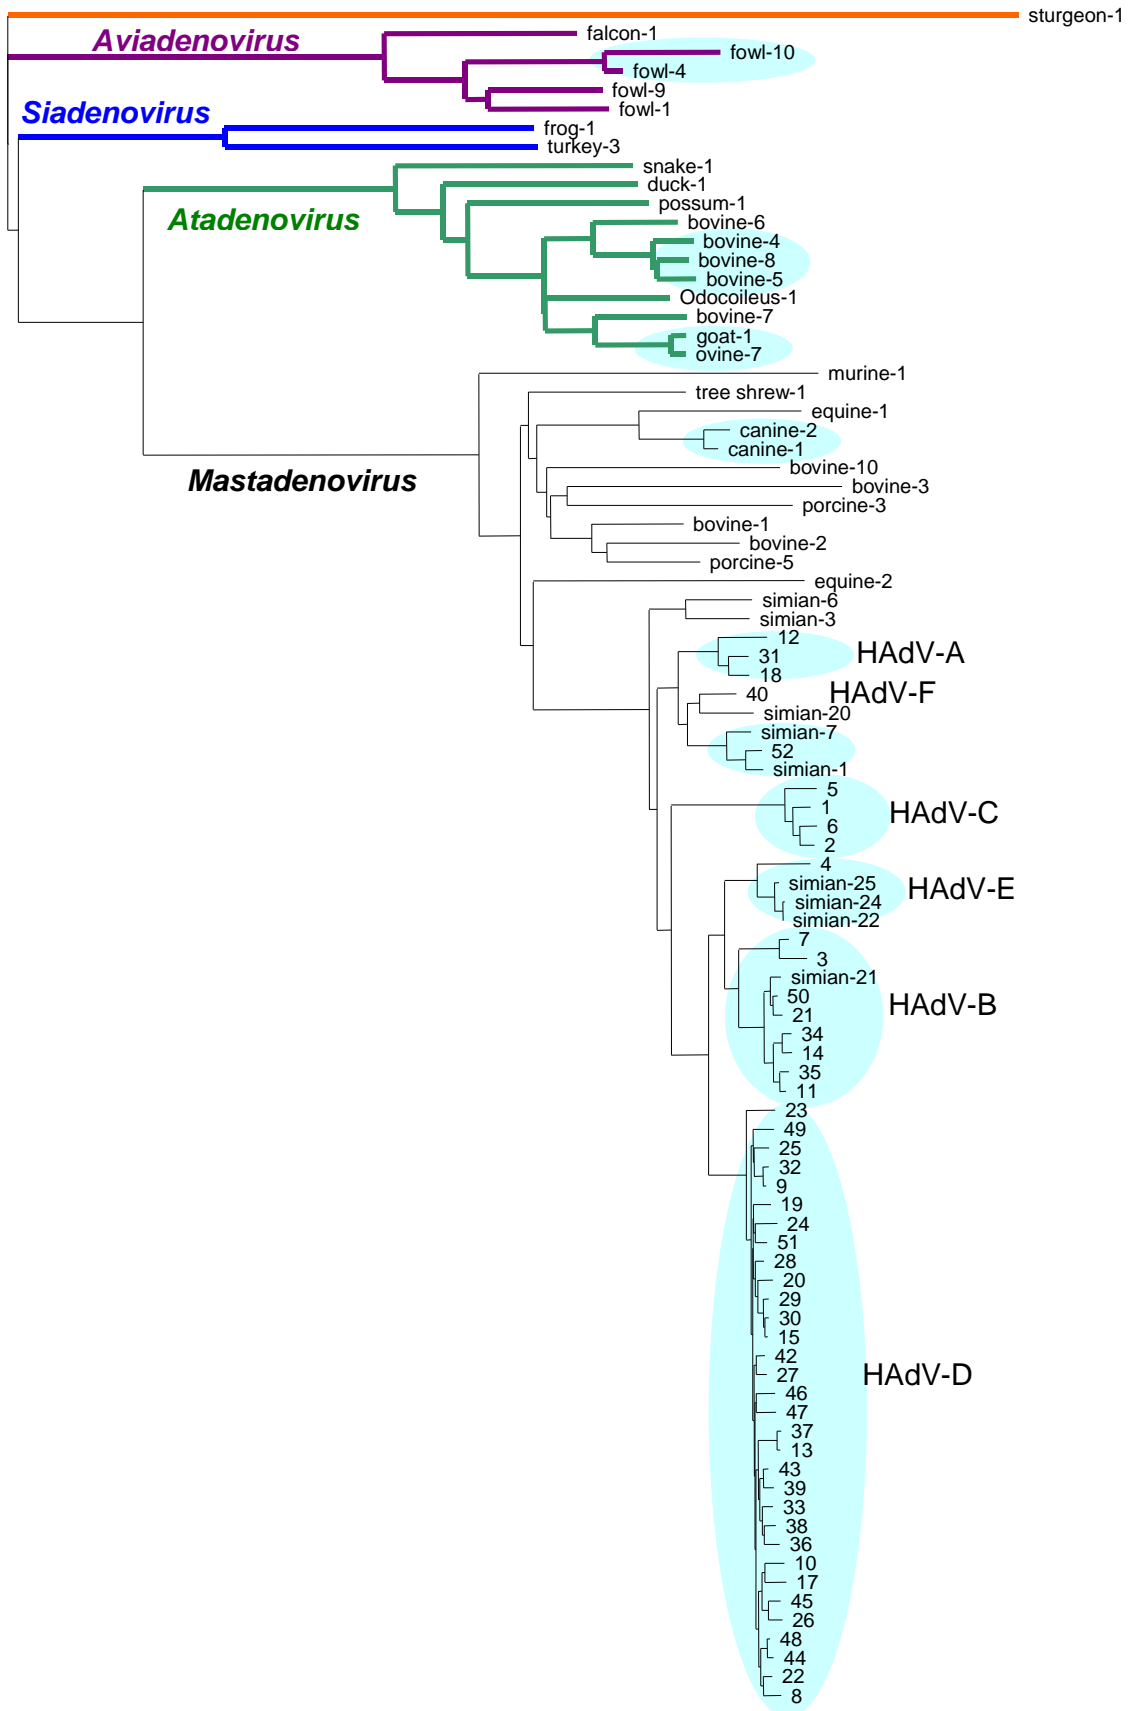 sturgeon-1
Aviadenovirus
falcon-1
fowl-10
fowl-4
fowl-9
fowl-1
Siadenovirus
frog-1
turkey-3
snake-1
duck-1
Atadenovirus
possum-1
bovine-6
bovine-4
bovine-8
bovine-5
Odocoileus-1
bovine-7
goat-1
ovine-7
murine-1
tree shrew-1
equine-1
canine-2
canine-1
bovine-10
Mastadenovirus
bovine-3
porcine-3
bovine-1
bovine-2
porcine-5
equine-2
simian-6
simian-3
12
31
HAdV-A
18
40
HAdV-F
simian-20
simian-7
52
simian-1
5
1
HAdV-C
6
2
4
simian-25
HAdV-E
simian-24
simian-22
7
3
simian-21
50
HAdV-B
21
34
14
35
11
23
49
25
32
9
19
24
51
28
20
29
30
15
42
27
HAdV-D
46
47
37
13
43
39
33
38
36
10
17
45
26
48
44
22
8